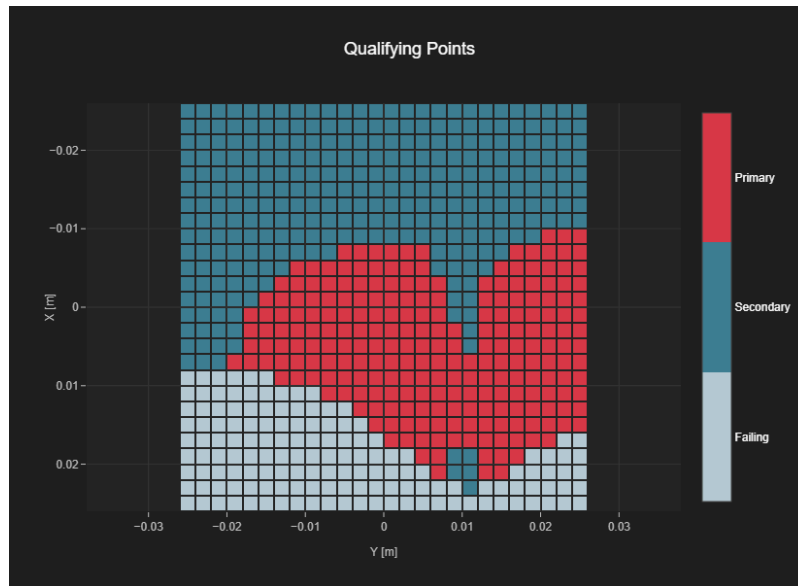 Qualifying Points
−0.02
−0.01
0
0.01
0.02
X [m]
−0.03
−0.02
−0.01
0
0.01
0.02
0.03
Y [m]
Primary
Secondary
Failing